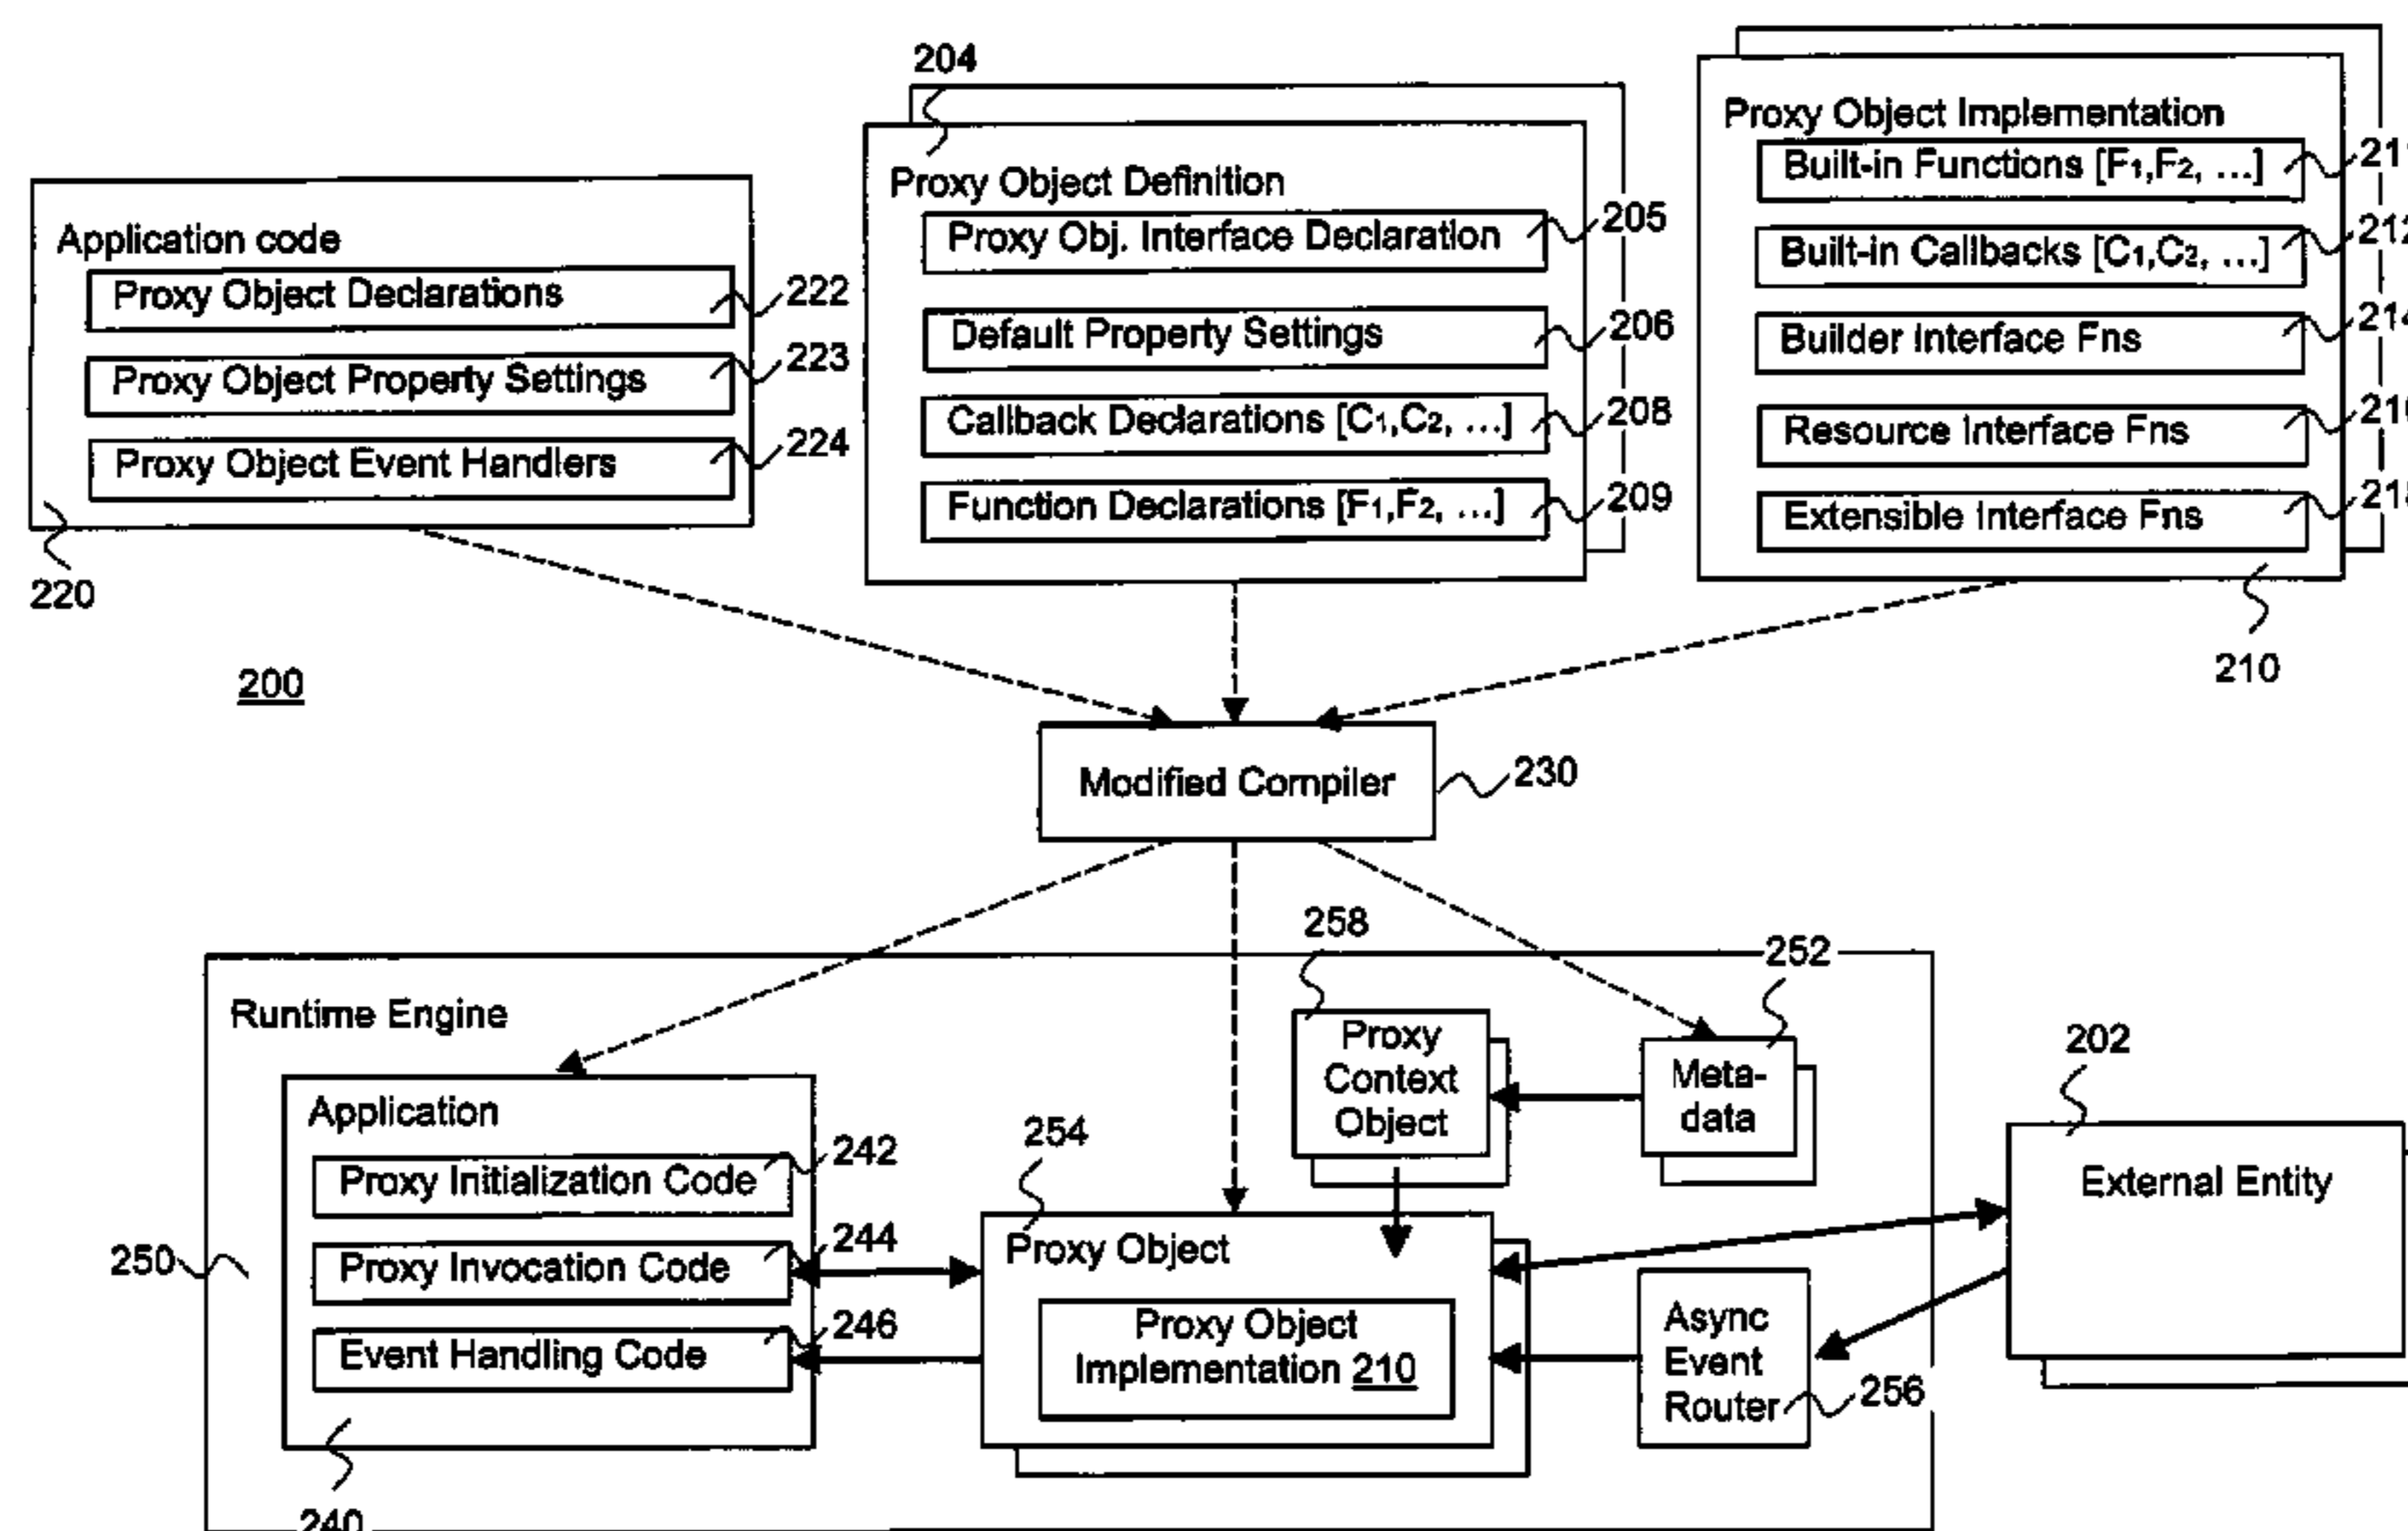 204
Proxy Object Implementation
Built-in Functions [F1,F2, ...]
Built-in Callbacks [C1,C2, ...]
212
Builder Interface Fns
214
Resource Interface Fns
Extensible Interface Fns
210
Proxy Object Definition
Proxy Obj. Interface Declaration
205
Default Property Settings
206
Callback Declarations [C1,C2, ...]
208
Function Declarations [F1,F2, ...]
209
Application code
Proxy Object Declarations
222
Proxy Object Property Settings
223
Proxy Object Event Handlers
224
220
200
Modified Compiler
230
Runtime Engine
258
252
Proxy
Context
Object
Meta-
data
202
External Entity
Application
Proxy Initialization Code
242
Proxy Invocation Code
244
Event Handling Code
246
250
240
254
Proxy Object
Proxy Object
Implementation 210
Async
Event
Router
256